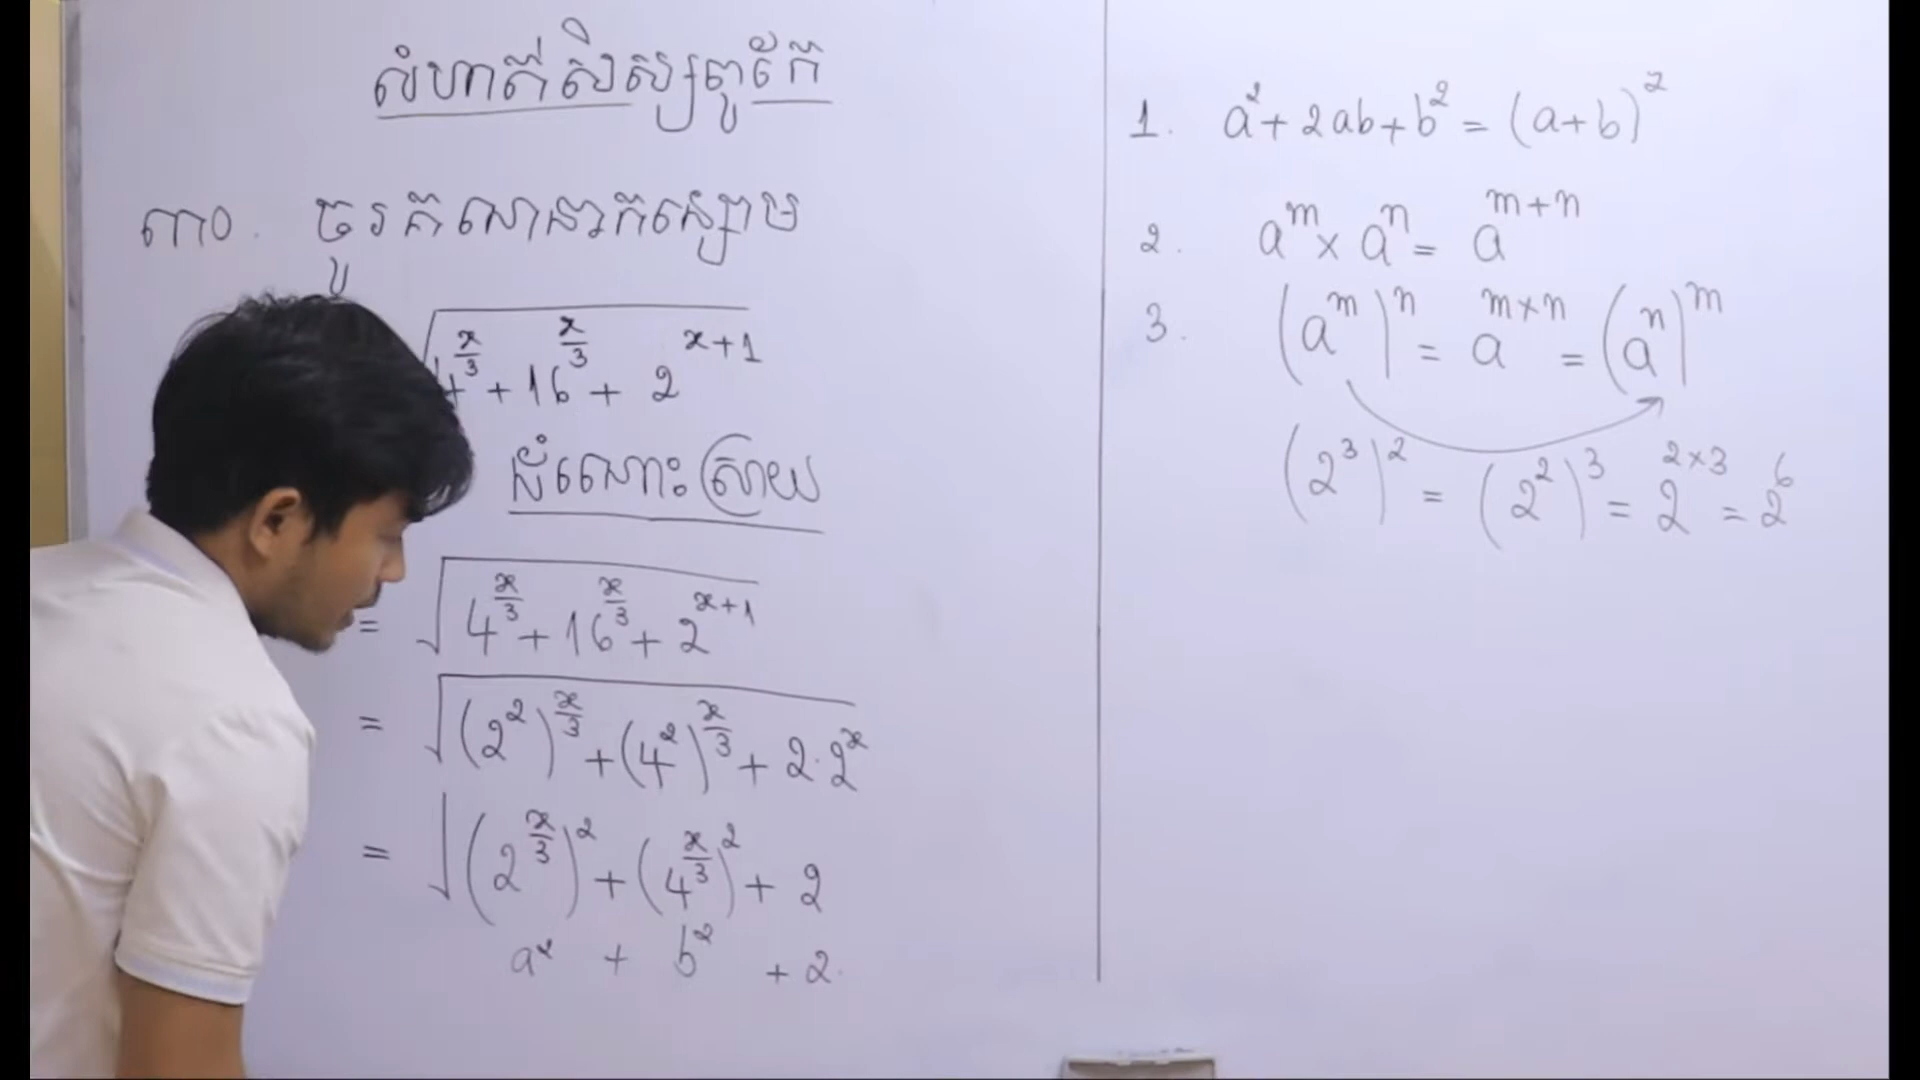 លំហាត់សិស្សពូកែ
៣០. ចូរគណនាកន្សោម
√(4^(x/3) + 16^(x/3) + 2^(x+1))
ដំណោះស្រាយ
= √(4^(x/3) + 16^(x/3) + 2^(x+1))
= √((2²)^(x/3) + (4²)^(x/3) + 2·2^x)
= √((2^(x/3))² + (4^(x/3))² + 2
a² + b² + 2.
1. a² + 2ab + b² = (a+b)²
2. a^m × a^n = a^(m+n)
3. (a^m)^n = a^(m×n) = (a^n)^m
(2³)² = (2²)³ = 2^(2×3) = 2⁶